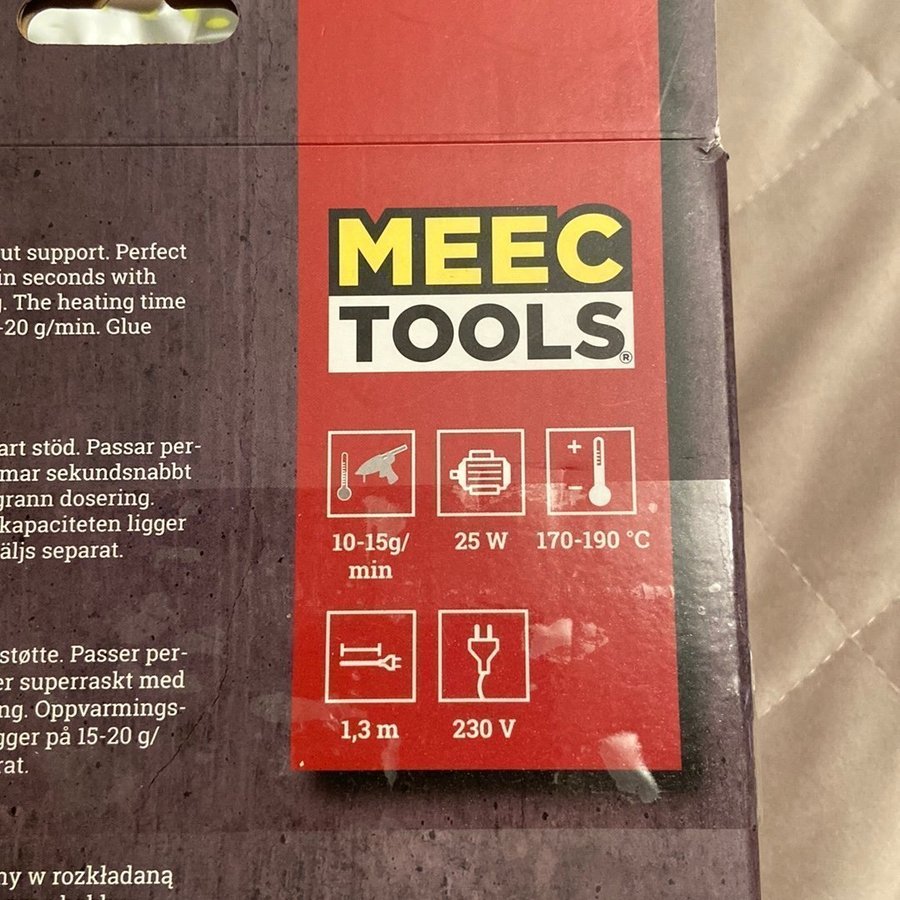 ut support. Perfect
in seconds with
. The heating time
-20 g/min. Glue
art stöd. Passar per-
mar sekundsnabbt
grann dosering.
kapaciteten ligger
äljs separat.
støtte. Passer per-
er superraskt med
ng. Oppvarmings-
gger på 15-20 g/
rat.
ny w rozkładaną
MEEC
TOOLS®
10-15g/
min
25 W
170-190 °C
1,3 m
230 V